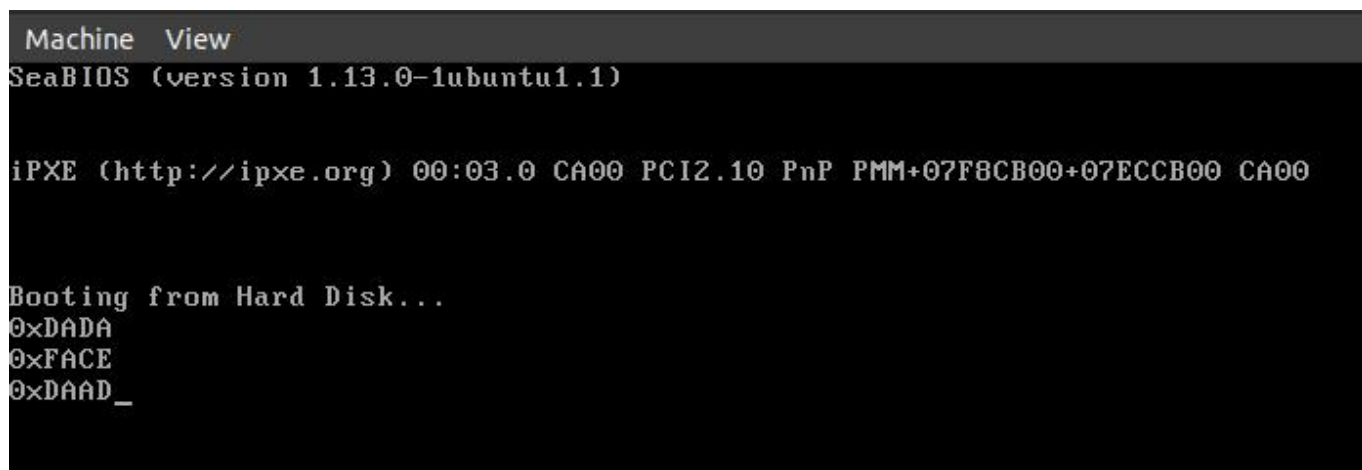 Machine View
SeaBIOS (version 1.13.0-1ubuntu1.1)
iPXE (http://ipxe.org) 00:03.0 CA00 PCI2.10 PnP PMM+07F8CB00+07ECCB00 CA00
Booting from Hard Disk...
0xDADA
0xFACE
0xDAAD_